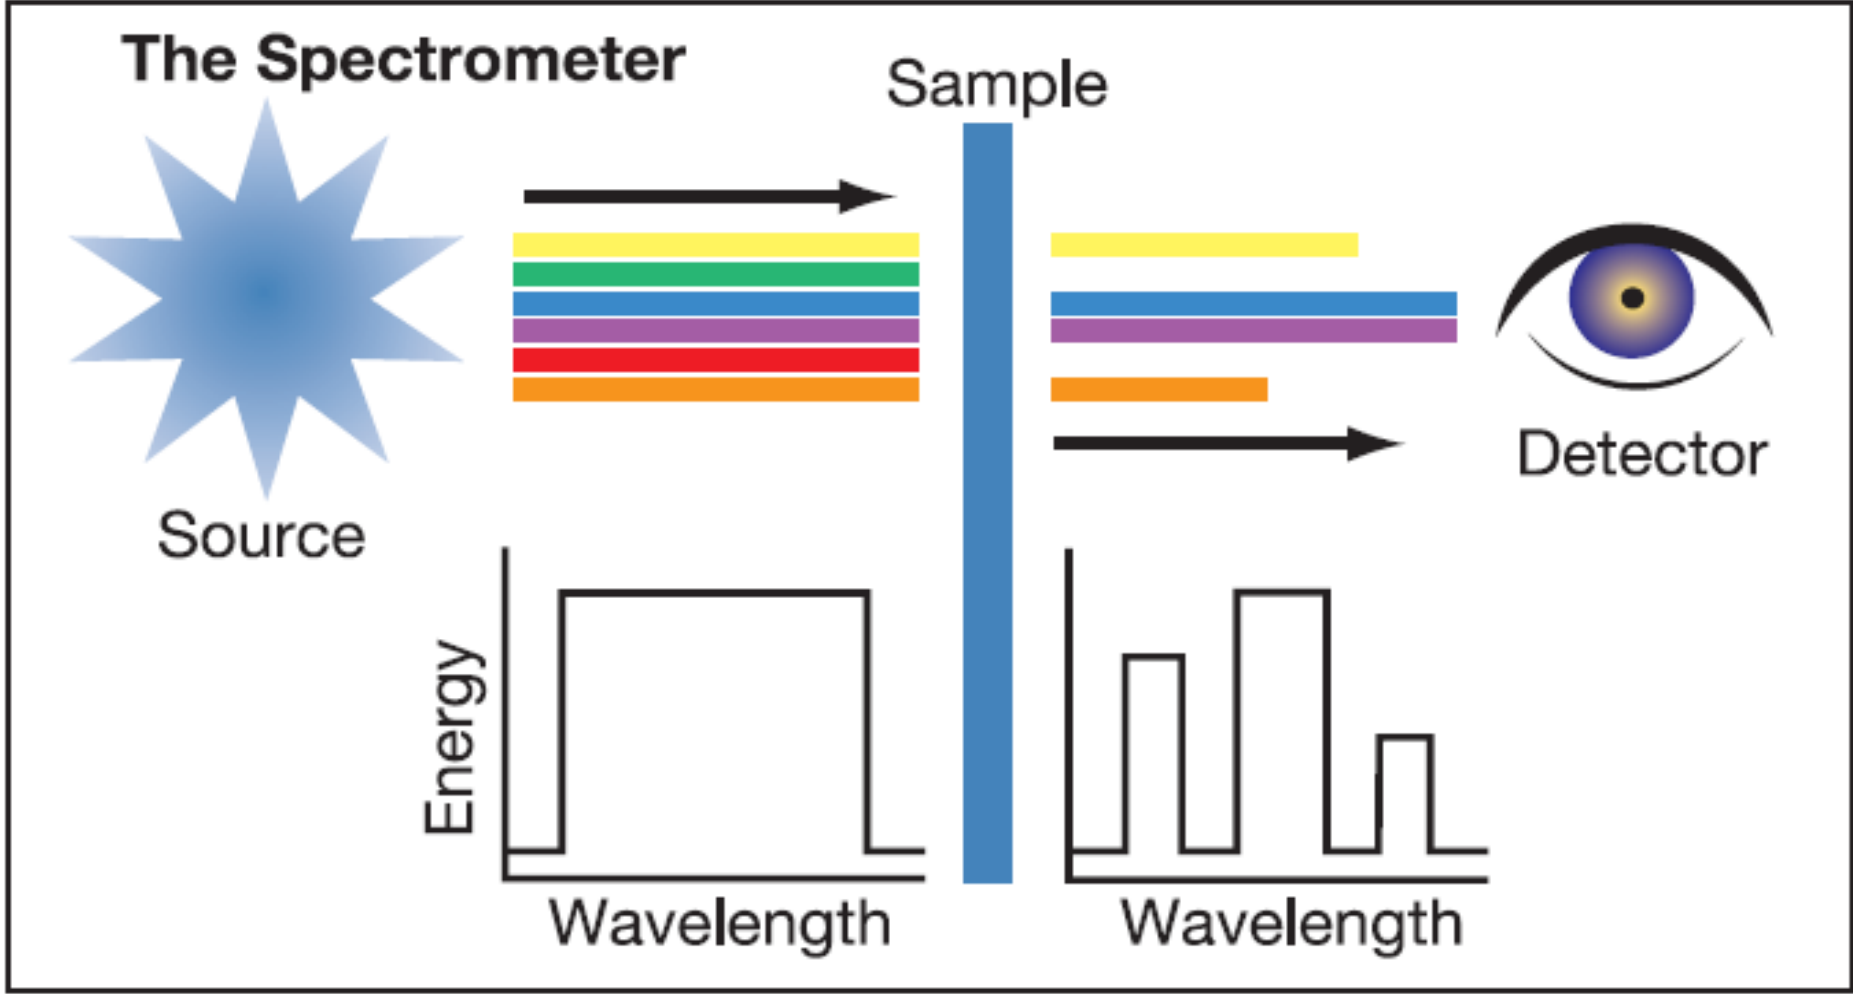 The Spectrometer
Sample
Source
Detector
Energy
Wavelength
Wavelength